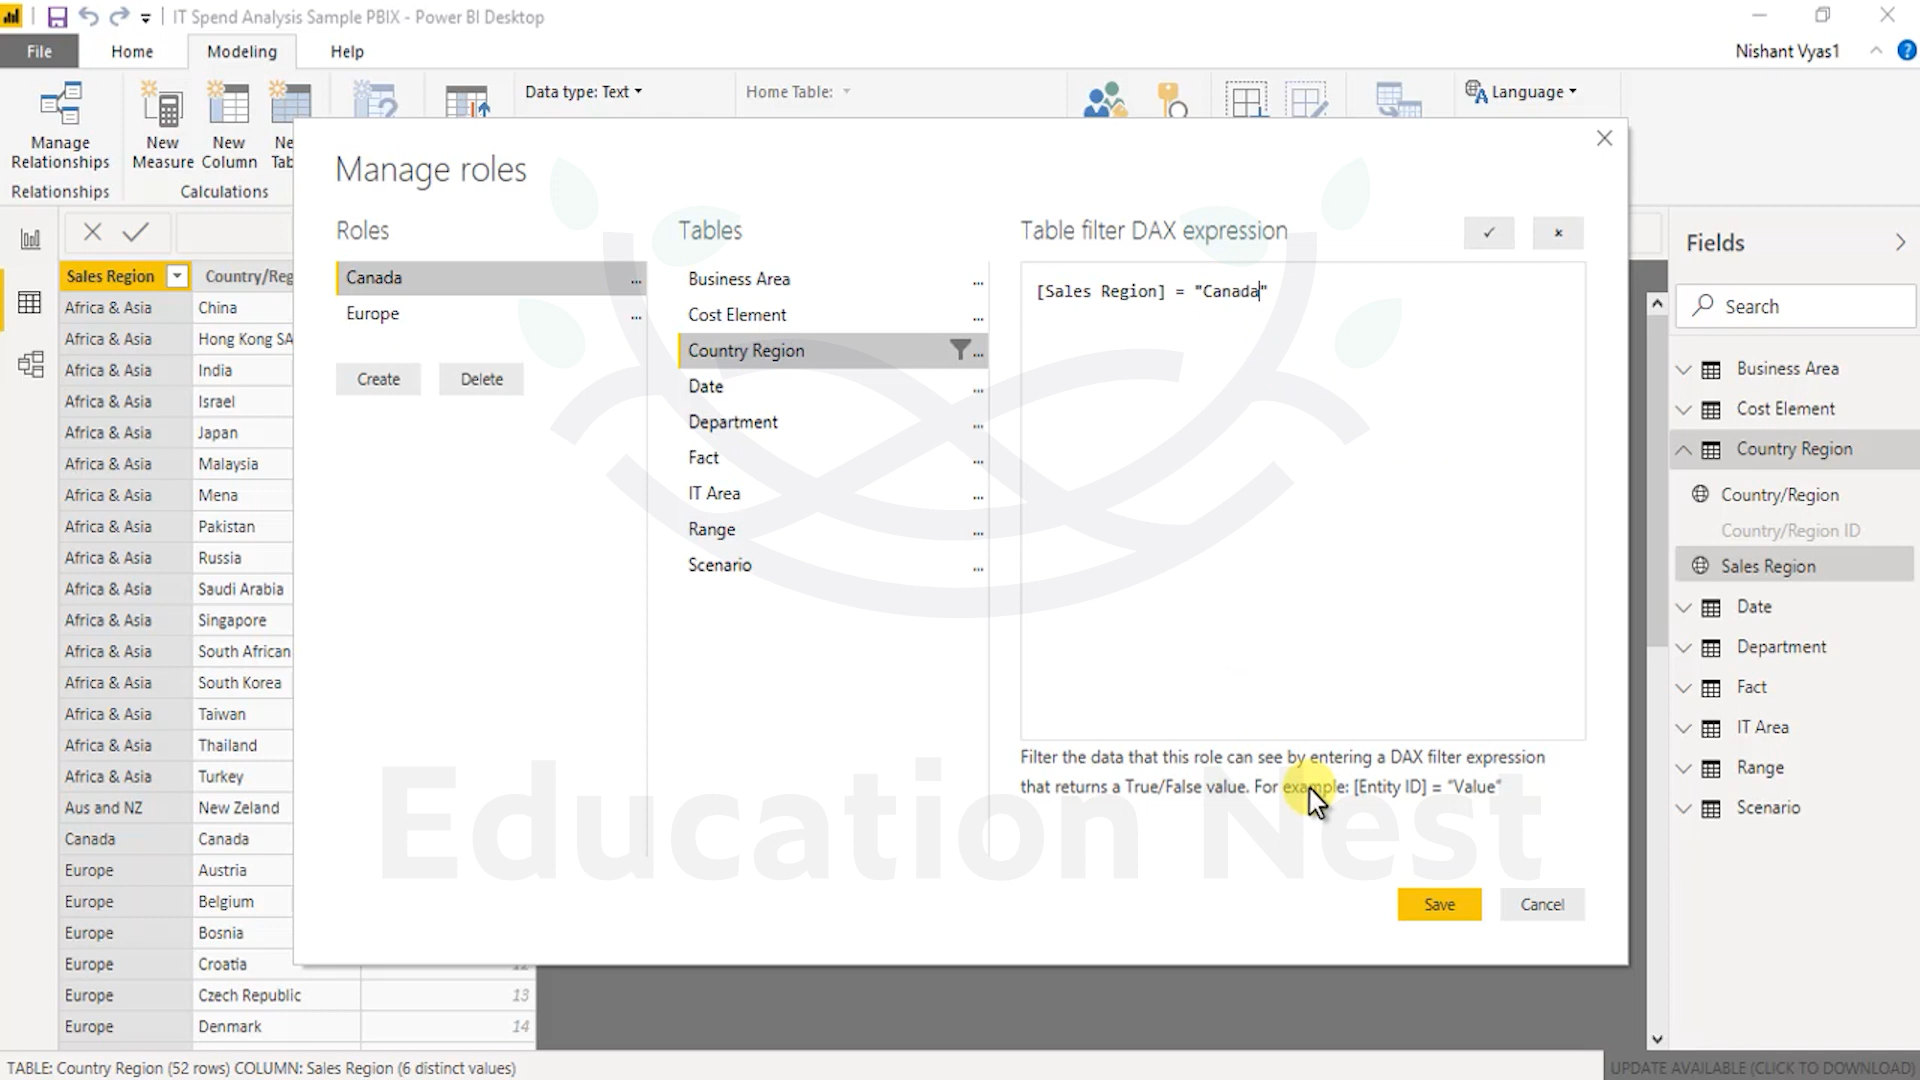 IT Spend Analysis Sample PBIX - Power BI Desktop
File Home Modeling Help
Nishant Vyas1
Manage Relationships
Relationships
New Measure
New Column
Calculations
Data type: Text
Home Table:
Language
Manage roles
Roles
Canada ...
Europe ...
Create Delete
Tables
Business Area ...
Cost Element ...
Country Region ...
Date ...
Department ...
Fact ...
IT Area ...
Range ...
Scenario ...
Table filter DAX expression
[Sales Region] = "Canada"
Filter the data that this role can see by entering a DAX filter expression
that returns a True/False value. For example: [Entity ID] = "Value"
Save Cancel
Education Nest
Sales Region Country/Reg
Africa & Asia China
Africa & Asia Hong Kong SA
Africa & Asia India
Africa & Asia Israel
Africa & Asia Japan
Africa & Asia Malaysia
Africa & Asia Mena
Africa & Asia Pakistan
Africa & Asia Russia
Africa & Asia Saudi Arabia
Africa & Asia Singapore
Africa & Asia South African
Africa & Asia South Korea
Africa & Asia Taiwan
Africa & Asia Thailand
Africa & Asia Turkey
Aus and NZ New Zeland
Canada Canada
Europe Austria
Europe Belgium
Europe Bosnia
Europe Croatia
Europe Czech Republic 13
Europe Denmark 14
Fields
Search
Business Area
Cost Element
Country Region
Country/Region
Country/Region ID
Sales Region
Date
Department
Fact
IT Area
Range
Scenario
TABLE: Country Region (52 rows) COLUMN: Sales Region (6 distinct values)
UPDATE AVAILABLE (CLICK TO DOWNLOAD)